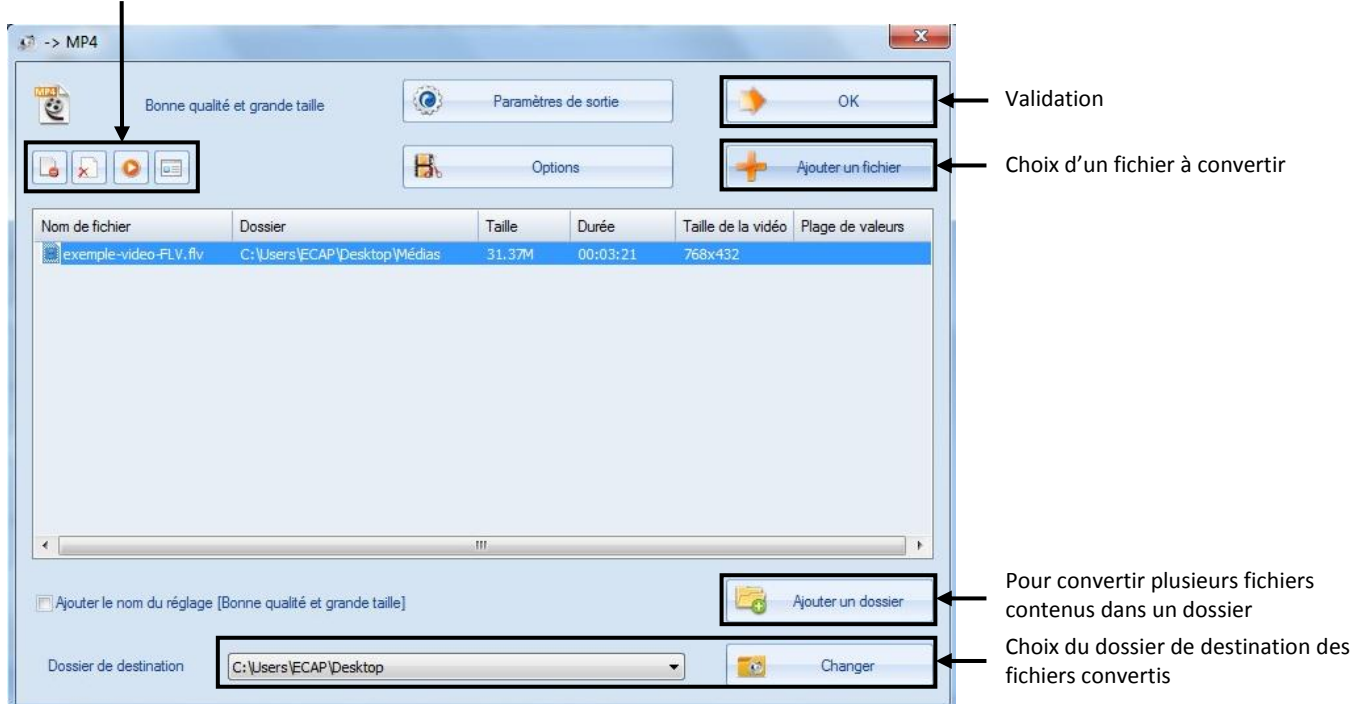 -> MP4
MP4
Bonne qualité et grande taille
Paramètres de sortie
OK
Validation
Options
Ajouter un fichier
Choix d’un fichier à convertir
Nom de fichier Dossier Taille Durée Taille de la vidéo Plage de valeurs
exemple-video-FLV.flv C:\Users\ECAP\Desktop\Médias 31.37M 00:03:21 768x432
Ajouter le nom du réglage [Bonne qualité et grande taille]
Ajouter un dossier
Pour convertir plusieurs fichiers
contenus dans un dossier
Dossier de destination
C:\Users\ECAP\Desktop
Changer
Choix du dossier de destination des
fichiers convertis